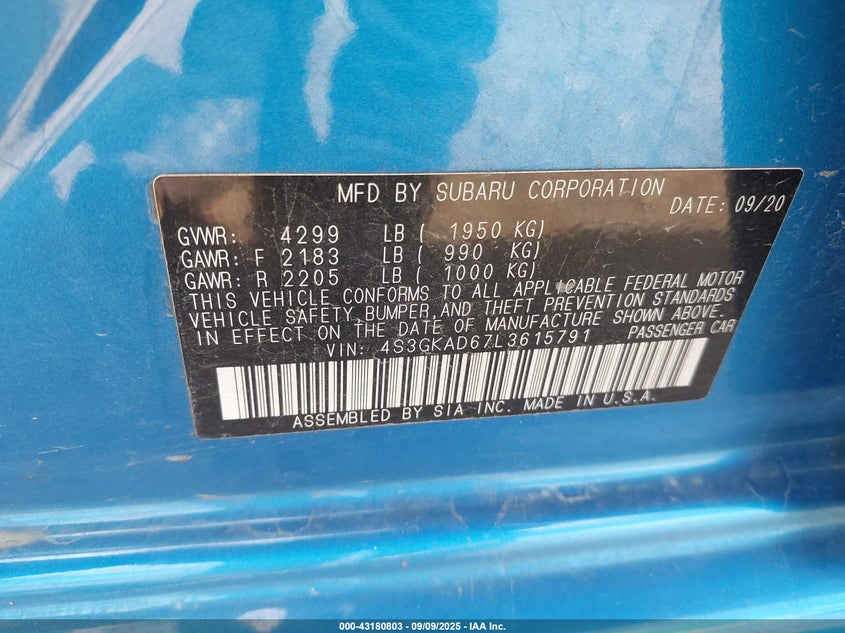 MFD BY SUBARU CORPORATION
DATE: 09/20
GVWR: 4299 LB ( 1950 KG)
GAWR: F 2183 LB ( 990 KG)
GAWR: R 2205 LB ( 1000 KG)
THIS VEHICLE CONFORMS TO ALL APPLICABLE FEDERAL MOTOR
VEHICLE SAFETY, BUMPER, AND THEFT PREVENTION STANDARDS
IN EFFECT ON THE DATE OF MANUFACTURE SHOWN ABOVE.
VIN: 4S3GKAD67L3615791 PASSENGER CAR
ASSEMBLED BY SIA INC. MADE IN U.S.A.
000-43180803 - 09/09/2025 - IAA Inc.